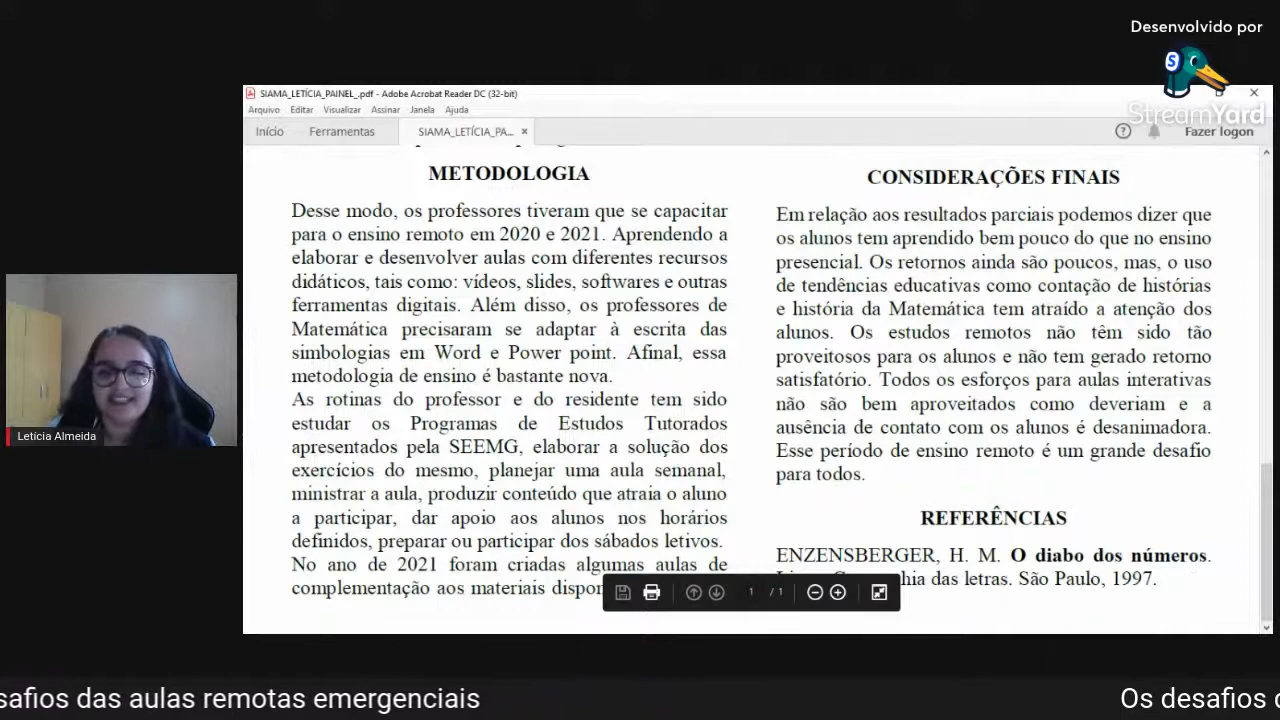 Desenvolvido por
StreamYard
SIAMA_LETÍCIA_PAINEL_.pdf - Adobe Acrobat Reader DC (32-bit)
Arquivo Editar Visualizar Assinar Janela Ajuda
Início Ferramentas SIAMA_LETÍCIA_PA... Fazer logon
METODOLOGIA
Desse modo, os professores tiveram que se capacitar
para o ensino remoto em 2020 e 2021. Aprendendo a
elaborar e desenvolver aulas com diferentes recursos
didáticos, tais como: vídeos, slides, softwares e outras
ferramentas digitais. Além disso, os professores de
Matemática precisaram se adaptar à escrita das
simbologias em Word e Power point. Afinal, essa
metodologia de ensino é bastante nova.
As rotinas do professor e do residente tem sido
estudar os Programas de Estudos Tutorados
apresentados pela SEEMG, elaborar a solução dos
exercícios do mesmo, planejar uma aula semanal,
ministrar a aula, produzir conteúdo que atraia o aluno
a participar, dar apoio aos alunos nos horários
definidos, preparar ou participar dos sábados letivos.
No ano de 2021 foram criadas algumas aulas de
complementação aos materiais
CONSIDERAÇÕES FINAIS
Em relação aos resultados parciais podemos dizer que
os alunos tem aprendido bem pouco do que no ensino
presencial. Os retornos ainda são poucos, mas, o uso
de tendências educativas como contação de histórias
e história da Matemática tem atraído a atenção dos
alunos. Os estudos remotos não têm sido tão
proveitosos para os alunos e não tem gerado retorno
satisfatório. Todos os esforços para aulas interativas
não são bem aproveitados como deveriam e a
ausência de contato com os alunos é desanimadora.
Esse período de ensino remoto é um grande desafio
para todos.
REFERÊNCIAS
ENZENSBERGER, H. M. O diabo dos números.
das letras. São Paulo, 1997.
1 / 1
Letícia Almeida
safios das aulas remotas emergenciais
Os desafios